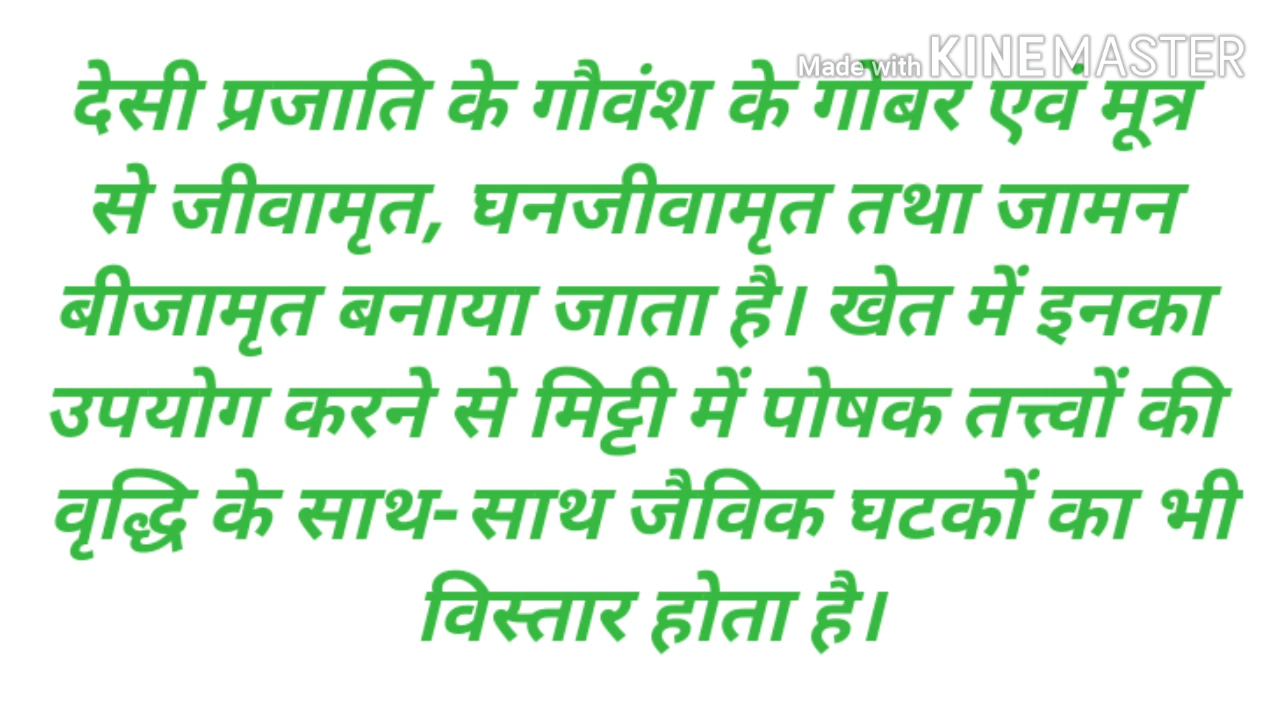 Made with KINEMASTER
देसी प्रजाति के गौवंश के गोबर एवं मूत्र
से जीवामृत, घनजीवामृत तथा जामन
बीजामृत बनाया जाता है। खेत में इनका
उपयोग करने से मिट्टी में पोषक तत्त्वों की
वृद्धि के साथ-साथ जैविक घटकों का भी
विस्तार होता है।